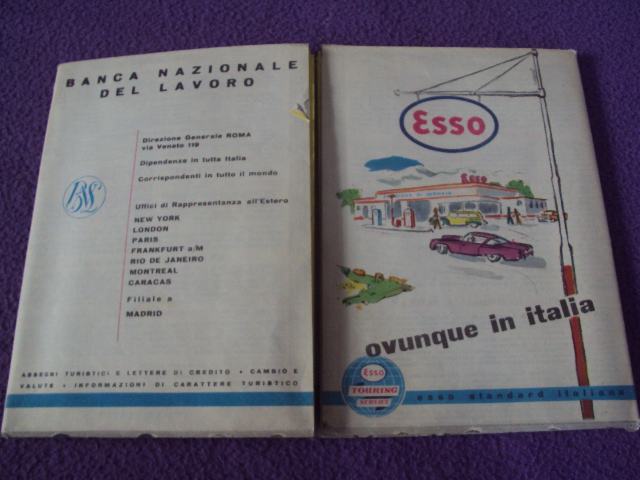 BANCA NAZIONALE
DEL LAVORO
Direzione Generale ROMA
via Veneto 119
Dipendenze in tutta Italia
Corrispondenti in tutto il mondo
BNL
Uffici di Rappresentanza all'Estero
NEW YORK
LONDON
PARIS
FRANKFURT a/M
RIO DE JANEIRO
MONTREAL
CARACAS
Filiale a
MADRID
ASSEGNI TURISTICI E LETTERE DI CREDITO • CAMBIO E
VALUTE • INFORMAZIONI DI CARATTERE TURISTICO
Esso
Esso
ovunque in italia
Esso
TOURING
SERVICE
esso standard italiana